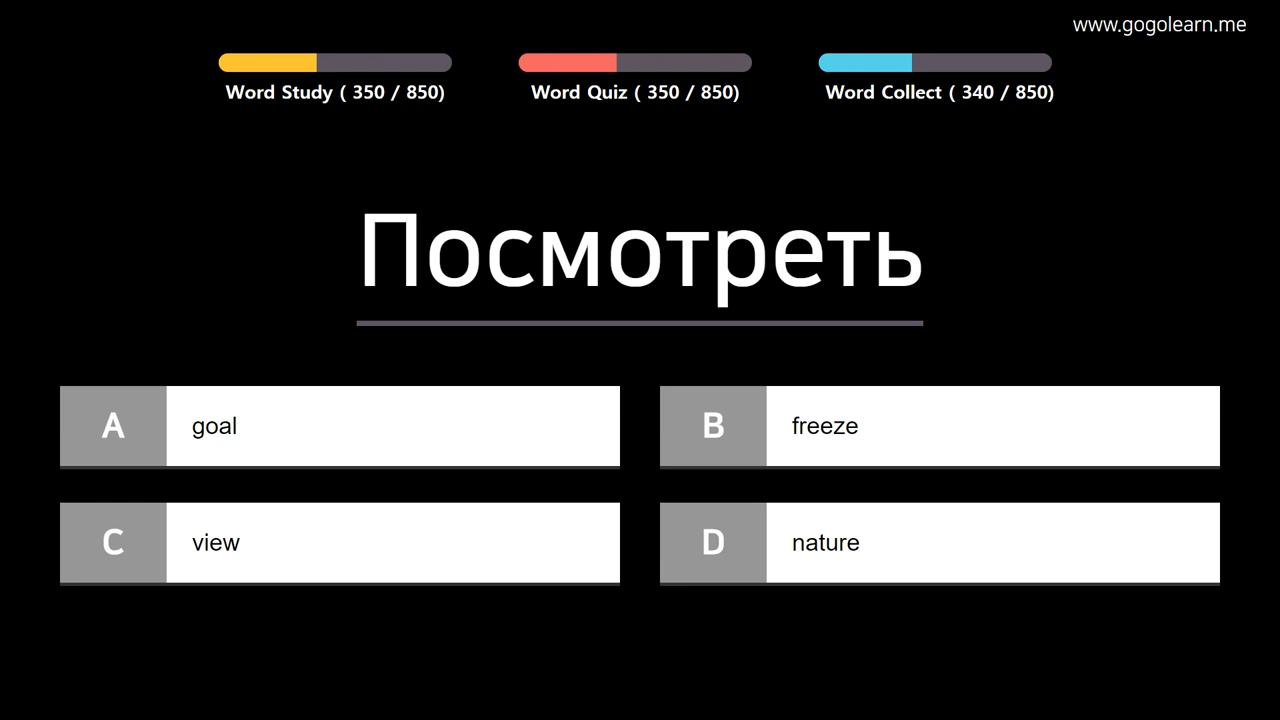 www.gogolearn.me
Word Study ( 350 / 850)
Word Quiz ( 350 / 850)
Word Collect ( 340 / 850)
Посмотреть
A goal
B freeze
C view
D nature